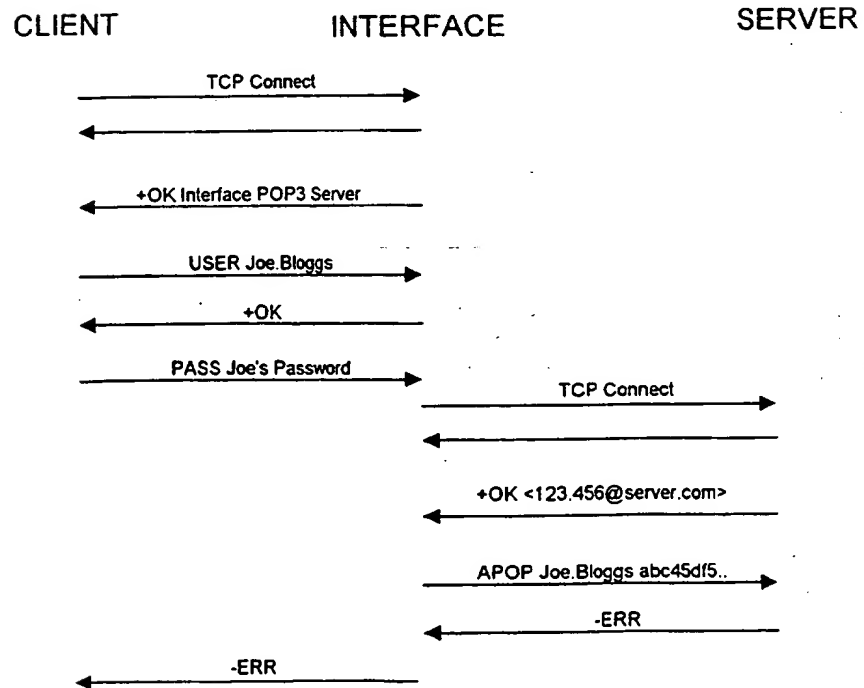 CLIENT INTERFACE SERVER
TCP Connect
+OK Interface POP3 Server
USER Joe.Bloggs
+OK
PASS Joe's Password
TCP Connect
+OK <123.456@server.com>
APOP Joe.Bloggs abc45df5..
-ERR
-ERR